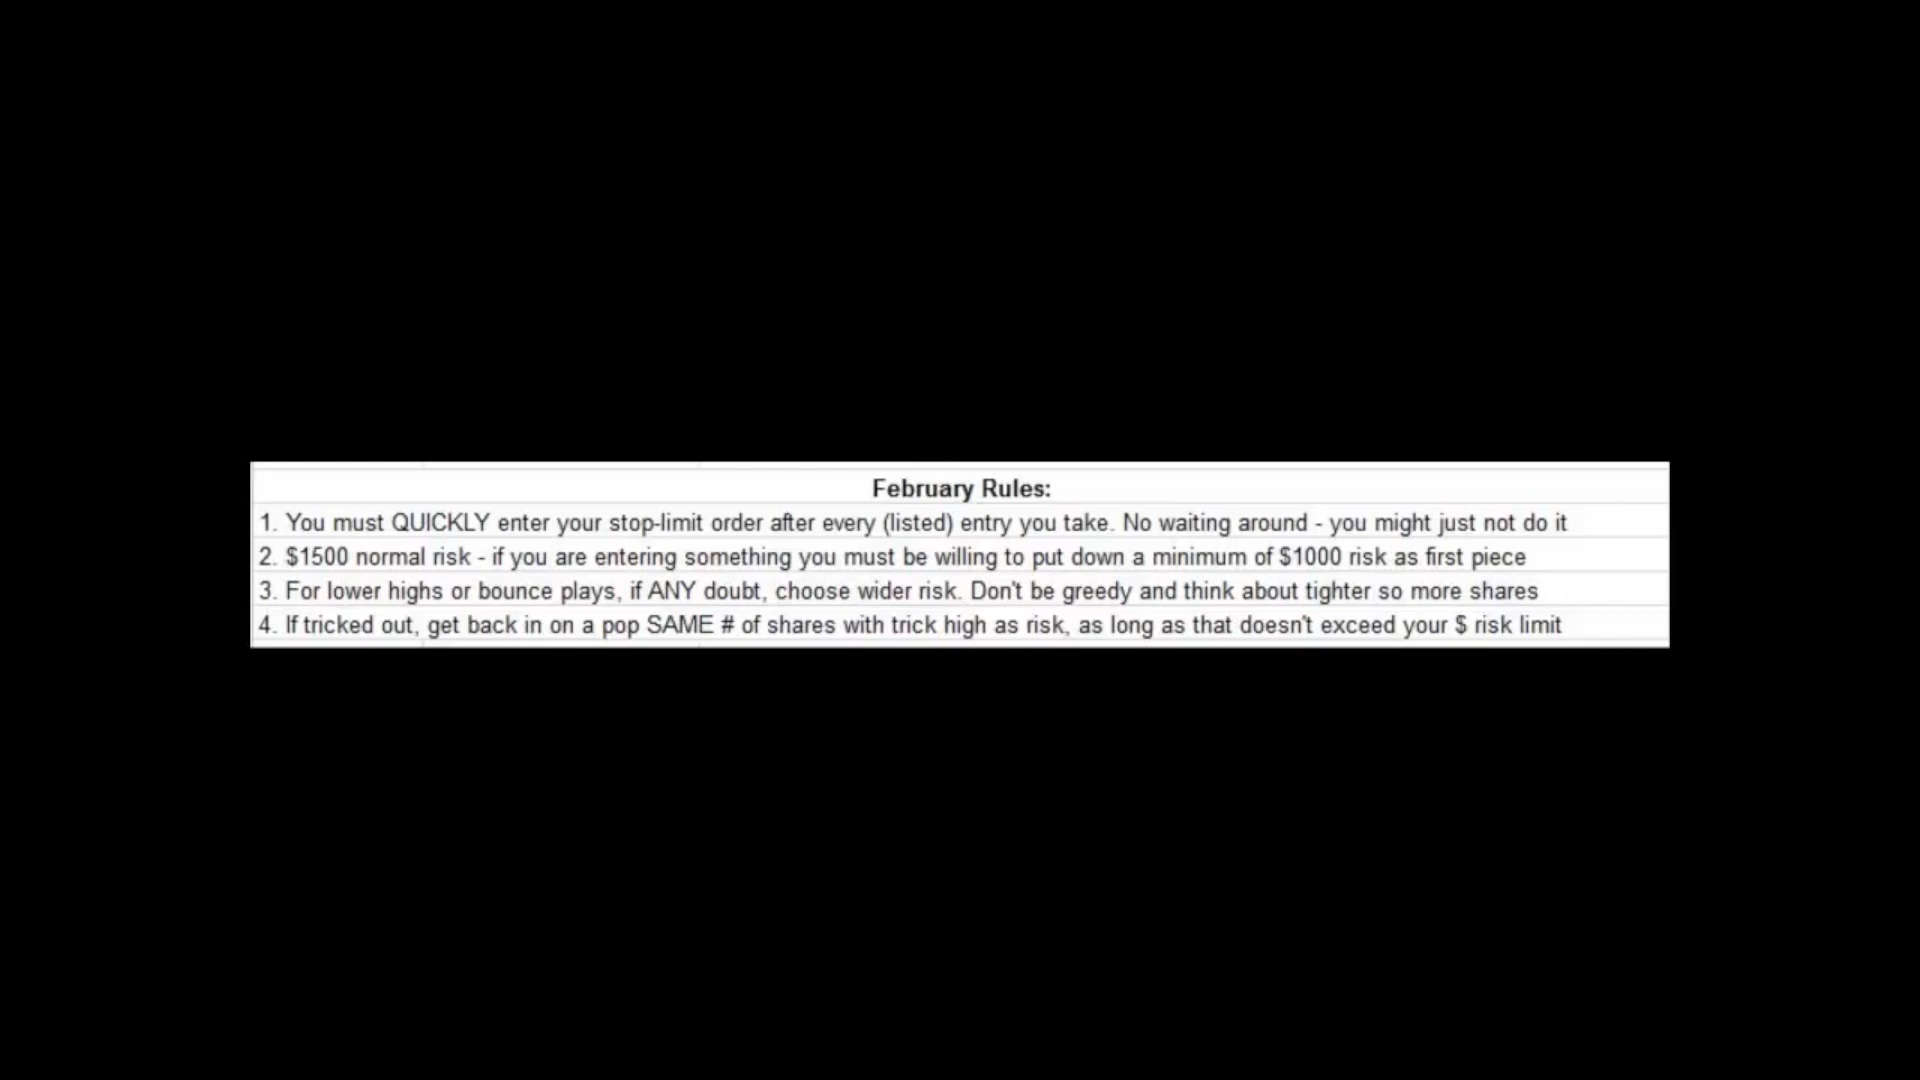 February Rules:
1. You must QUICKLY enter your stop-limit order after every (listed) entry you take. No waiting around - you might just not do it
2. $1500 normal risk - if you are entering something you must be willing to put down a minimum of $1000 risk as first piece
3. For lower highs or bounce plays, if ANY doubt, choose wider risk. Don't be greedy and think about tighter so more shares
4. If tricked out, get back in on a pop SAME # of shares with trick high as risk, as long as that doesn't exceed your $ risk limit